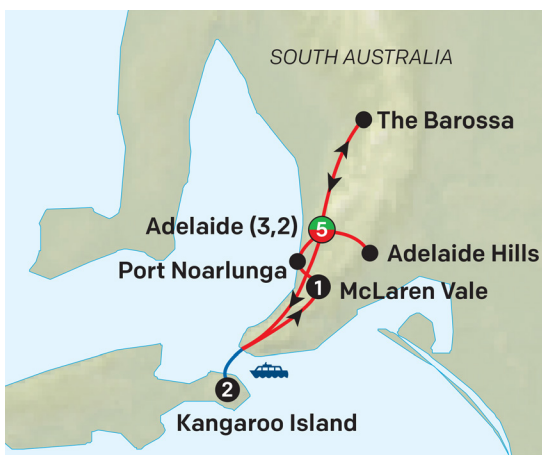 SOUTH AUSTRALIA
The Barossa
Adelaide (3,2)
5
Adelaide Hills
Port Noarlunga
1
McLaren Vale
2
Kangaroo Island